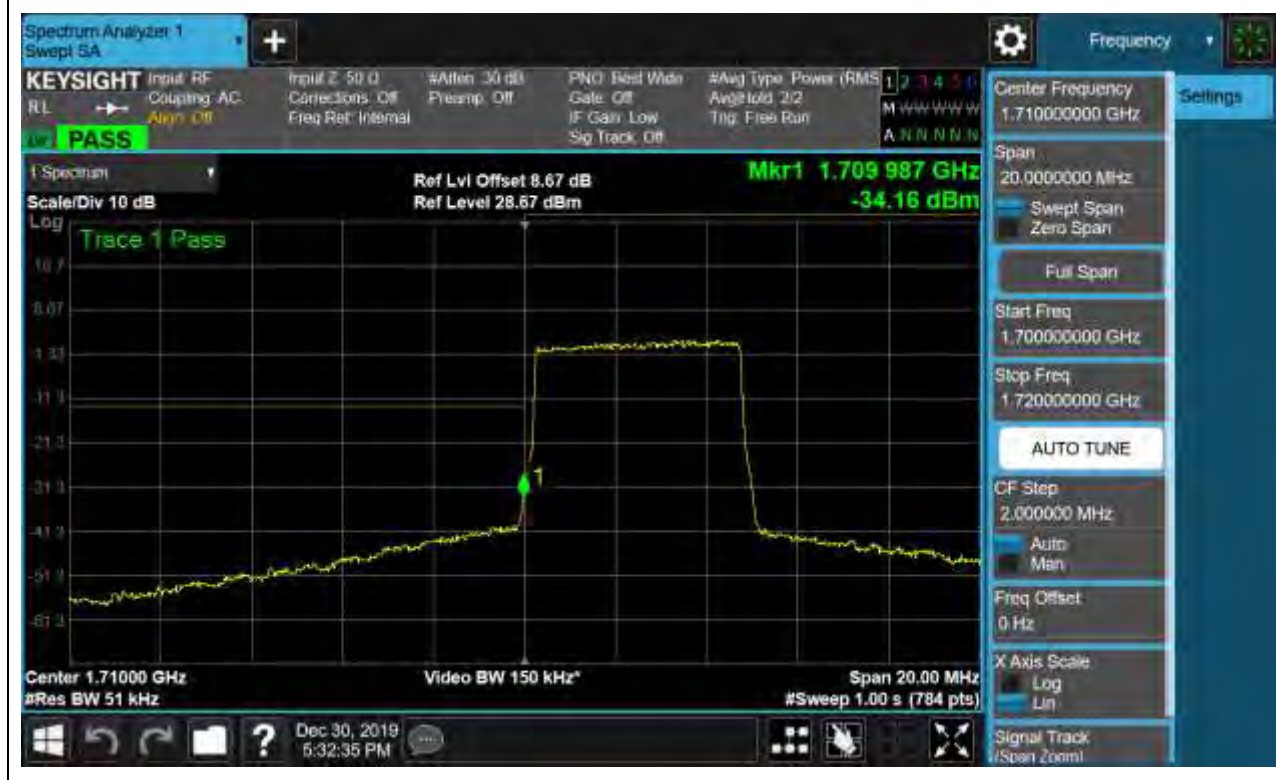 Spectrum Analyzer 1
Swept SA
+
Frequency
KEYSIGHT
Input: RF
Coupling: AC
Align: Off
Input Z: 50 Ω
Corrections: Off
Freq Ref: Internal
#Atten: 30 dB
Preamp: Off
PNO: Best Wide
Gate: Off
IF Gain: Low
Sig Track: Off
#Avg Type: Power (RMS
Avg|Hold: 2/2
Trig: Free Run
1 2 3 4 5 6
M W W W W W
A N N N N N
RL
PASS
1 Spectrum
Scale/Div 10 dB
Ref Lvl Offset 8.67 dB
Ref Level 28.67 dBm
Mkr1 1.709 987 GHz
-34.16 dBm
Log
Trace 1 Pass
18.7
8.67
-1.33
-11.3
-21.3
-31.3
-41.3
-51.3
-61.3
1
Center 1.71000 GHz
#Res BW 51 kHz
Video BW 150 kHz*
Span 20.00 MHz
#Sweep 1.00 s (784 pts)
?
Dec 30, 2019
5:32:35 PM
Center Frequency
1.710000000 GHz
Settings
Span
20.0000000 MHz
Swept Span
Zero Span
Full Span
Start Freq
1.700000000 GHz
Stop Freq
1.720000000 GHz
AUTO TUNE
CF Step
2.000000 MHz
Auto
Man
Freq Offset
0 Hz
X Axis Scale
Log
Lin
Signal Track
(Span Zoom)